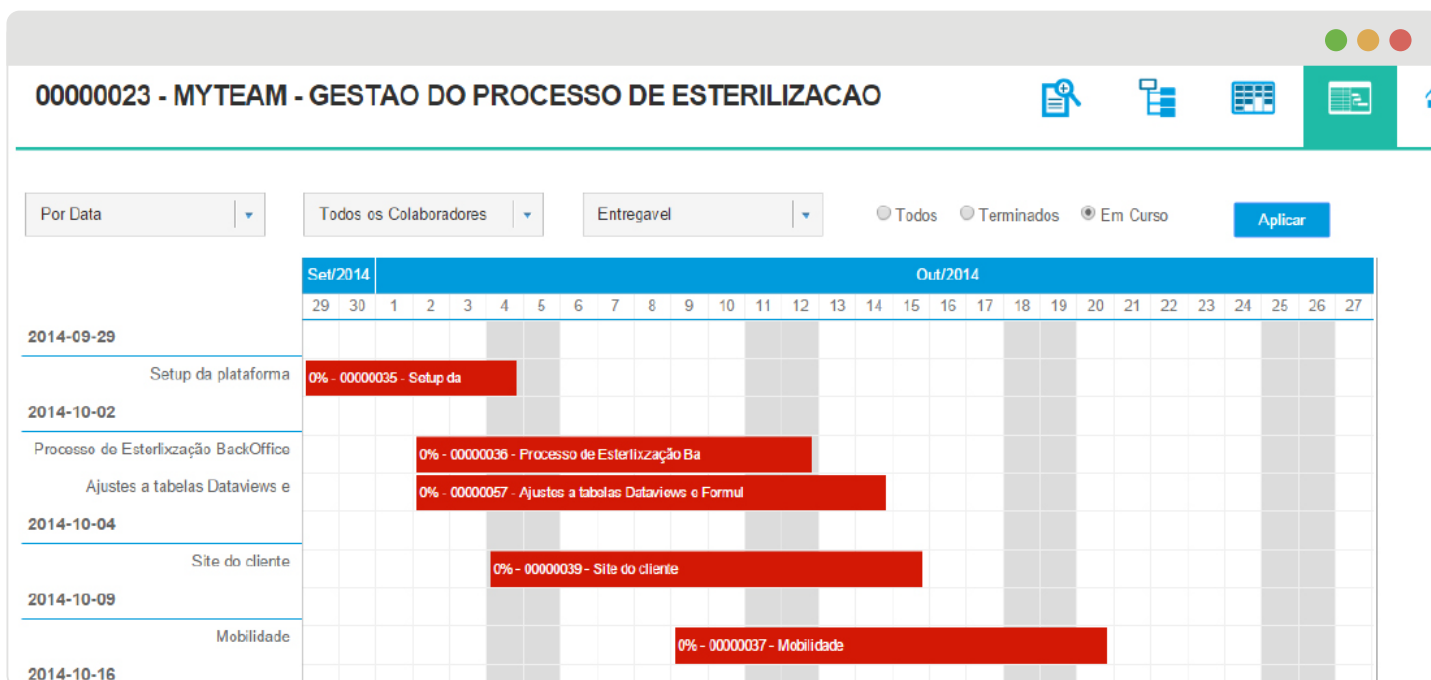 00000023 - MYTEAM - GESTAO DO PROCESSO DE ESTERILIZACAO
Por Data Todos os Colaboradores Entregavel Todos Terminados Em Curso Aplicar
Set/2014 Out/2014
29 30 1 2 3 4 5 6 7 8 9 10 11 12 13 14 15 16 17 18 19 20 21 22 23 24 25 26 27
2014-09-29
Setup da plataforma 0% - 00000035 - Setup da
2014-10-02
Processo de Esterlixzação BackOffice 0% - 00000036 - Processo de Esterlixzação Ba
Ajustes a tabelas Dataviews e 0% - 00000057 - Ajustes a tabelas Dataviews e Formul
2014-10-04
Site do cliente 0% - 00000039 - Site do cliente
2014-10-09
Mobilidade 0% - 00000037 - Mobilidade
2014-10-16